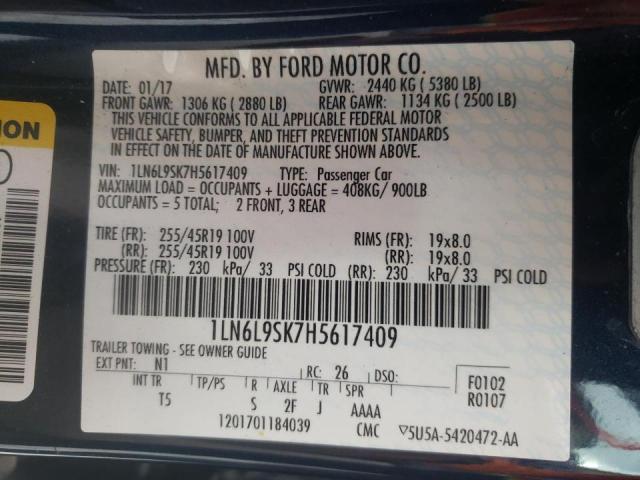 MFD. BY FORD MOTOR CO.
DATE: 01/17 GVWR: 2440 KG ( 5380 LB)
FRONT GAWR: 1306 KG ( 2880 LB) REAR GAWR: 1134 KG ( 2500 LB)
THIS VEHICLE CONFORMS TO ALL APPLICABLE FEDERAL MOTOR
VEHICLE SAFETY, BUMPER, AND THEFT PREVENTION STANDARDS
IN EFFECT ON THE DATE OF MANUFACTURE SHOWN ABOVE.
VIN: 1LN6L9SK7H5617409 TYPE: Passenger Car
MAXIMUM LOAD = OCCUPANTS + LUGGAGE = 408KG/ 900LB
OCCUPANTS: 5 TOTAL; 2 FRONT, 3 REAR
TIRE (FR): 255/45R19 100V RIMS (FR): 19x8.0
(RR): 255/45R19 100V (RR): 19x8.0
PRESSURE (FR): 230 kPa/ 33 PSI COLD (RR): 230 kPa/33 PSI COLD
1LN6L9SK7H5617409
TRAILER TOWING - SEE OWNER GUIDE
EXT PNT: N1 RC: 26 DSO: F0102
R0107
INT TR TP/PS R AXLE TR SPR
T5 S 2F J AAAA
1201701184039 CMC ▽5U5A-5420472-AA